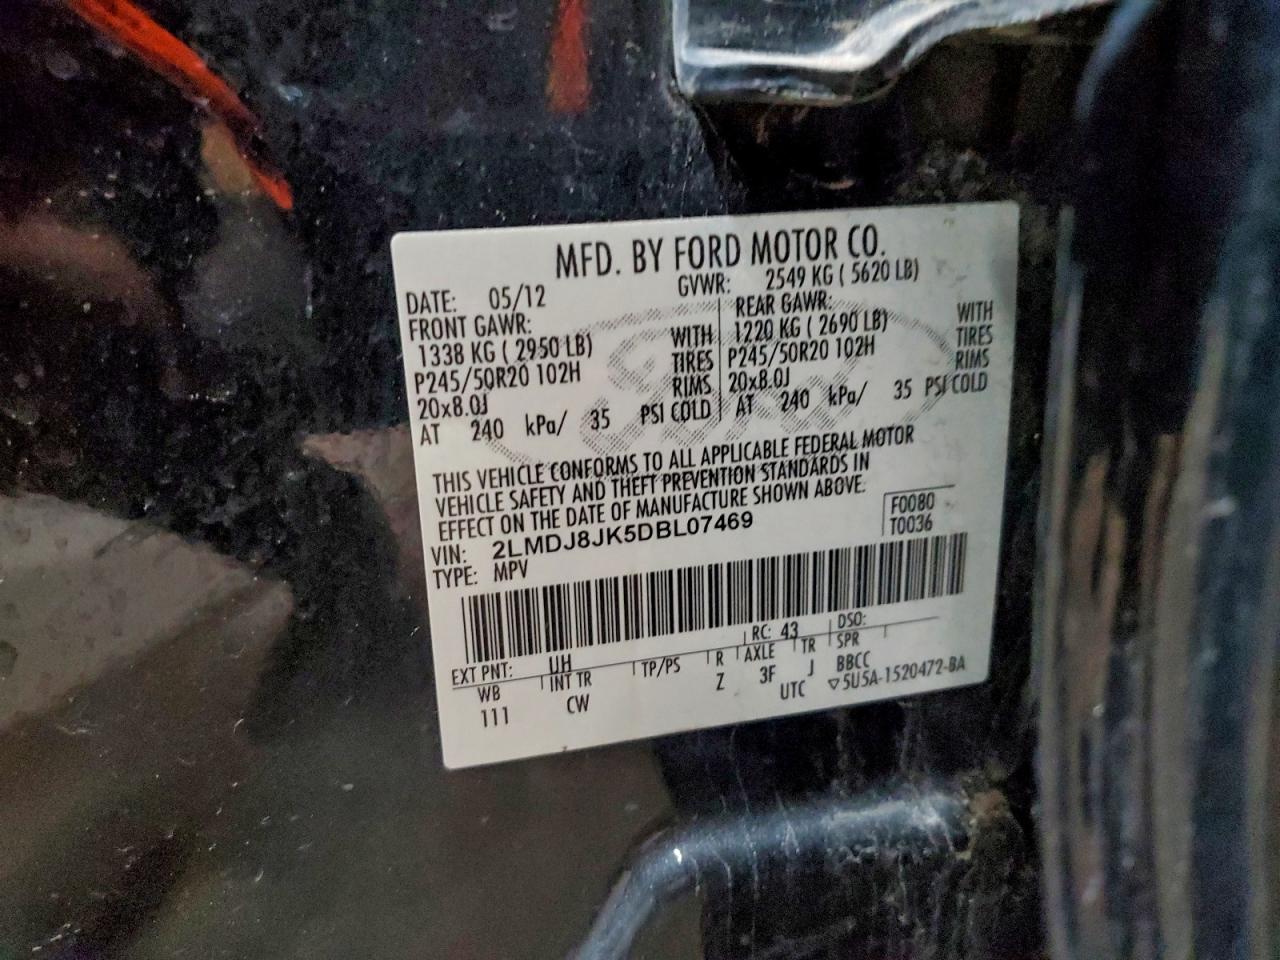 MFD. BY FORD MOTOR CO.
DATE: 05/12 GVWR: 2549 KG ( 5620 LB)
FRONT GAWR: REAR GAWR:
1338 KG ( 2950 LB) WITH 1220 KG ( 2690 LB) WITH
P245/50R20 102H TIRES P245/50R20 102H TIRES
20x8.0J RIMS 20x8.0J RIMS
AT 240 kPa/ 35 PSI COLD AT 240 kPa/ 35 PSI COLD
THIS VEHICLE CONFORMS TO ALL APPLICABLE FEDERAL MOTOR
VEHICLE SAFETY AND THEFT PREVENTION STANDARDS IN
EFFECT ON THE DATE OF MANUFACTURE SHOWN ABOVE.
F0080
VIN: 2LMDJ8JK5DBL07469 T0036
TYPE: MPV
RC: 43 DSO:
EXT PNT: UH
WB INT TR TP/PS R AXLE TR SPR
111 CW Z 3F J BBCC
UTC ▽5U5A-1520472-BA